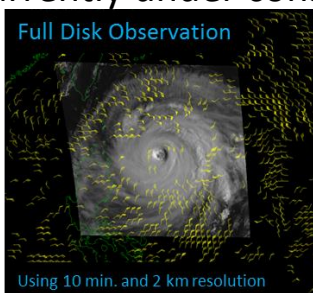 Full Disk Observation
Using 10 min. and 2 km resolution